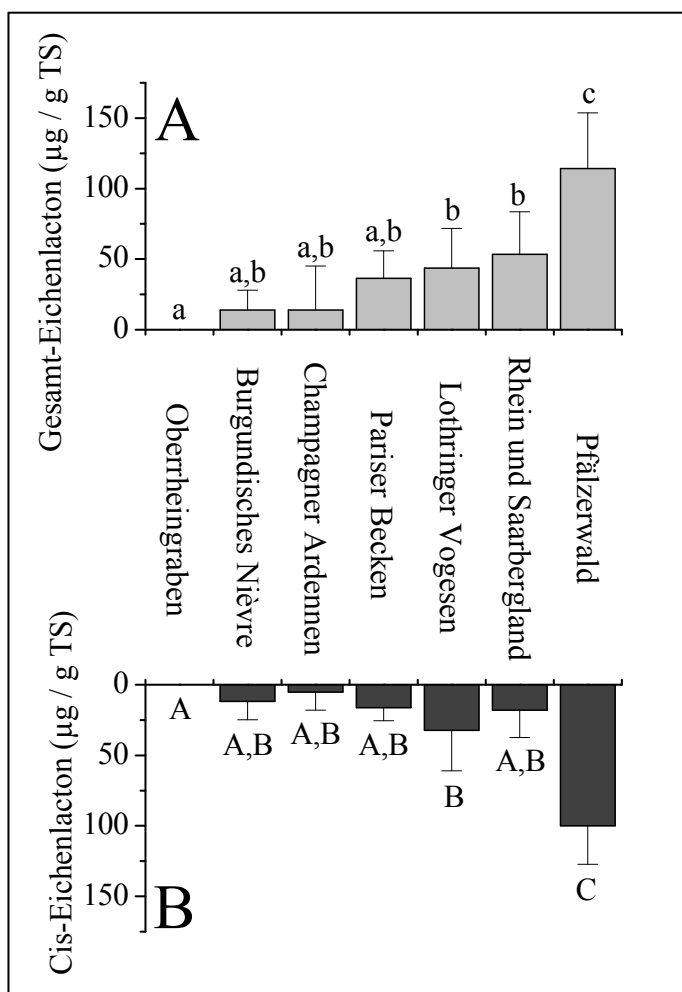 A
Gesamt-Eichenlacton (µg / g TS)
150
100
50
0
a
a,b
a,b
a,b
b
b
c
Oberrheingraben
Burgundisches Nièvre
Champagner Ardennen
Pariser Becken
Lothringer Vogesen
Rhein und Saarbergland
Pfälzerwald
Cis-Eichenlacton (µg / g TS)
0
50
100
150
A
A,B
A,B
A,B
B
A,B
C
B